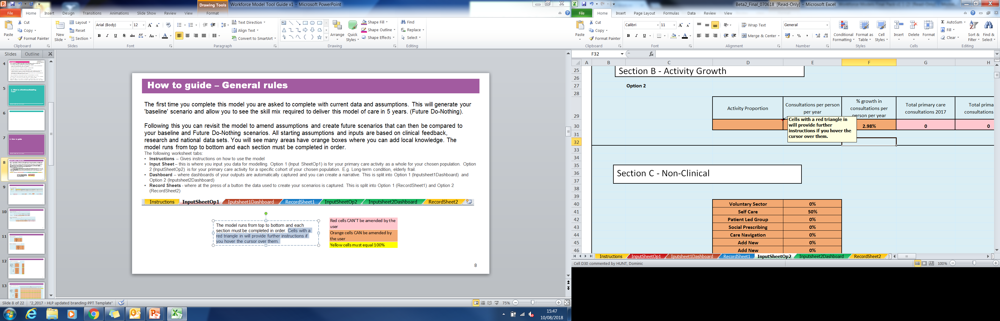 Drawing Tools
Workforce Model Tool Guide v1 - Microsoft PowerPoint
File Home Insert Design Transitions Animations Slide Show Review View Format
Paste
Cut
Copy
Format Painter
Clipboard
New
Slide
Layout
Reset
Section
Slides
Arial (Body) 12
Font
Text Direction
Align Text
Convert to SmartArt
Paragraph
Arrange
Quick
Styles
Shape Fill
Shape Outline
Shape Effects
Drawing
Find
Replace
Select
Editing
Slides Outline
4
5
6
7
8
9
10
11
12
13
How to guide – General rules
The first time you complete this model you are asked to complete with current data and assumptions. This will generate your
'baseline' scenario and allow you to see the skill mix required to deliver this model of care in 5 years. (Future Do-Nothing).
Following this you can revisit the model to amend assumptions and create future scenarios that can then be compared to
your baseline and Future Do-Nothing scenarios. All starting assumptions and inputs are based on clinical feedback,
research and national data sets. You will see many areas have orange boxes where you can add local knowledge. The
model runs from top to bottom and each section must be completed in order.
The following worksheet tabs:
• Instructions – Gives instructions on how to use the model
• Input Sheet – this is where you input you data for modelling. Option 1 (Input SheetOp1) is for your primary care activity as a whole for your chosen population. Option
2 (InputSheetOp2) is for your primary care activity for a specific cohort of your chosen population. E.g. Long-term condition, elderly frail.
• Dashboard – where dashboards of your outputs are automatically captured and you can create a narrative. This is split into Option 1 (Inputsheet1Dashboard) and
Option 2 (Inputsheet2Dashboard)
• Record Sheets - where at the press of a button the data used to create your scenarios is captured. This is split into Option 1 (RecordSheet1) and Option 2
(RecordSheet2)
Instructions InputSheetOp1 Iputsheet1Dashboard RecordSheet1 InputSheetOp2 Inputsheet2Dashboard RecordSheet2
The model runs from top to bottom and each
section must be completed in order. Cells with a
red triangle in will provide further instructions if
you hover the cursor over them.
Red cells CAN'T be amended by the
user
Orange cells CAN be amended by
the user
Yellow cells must equal 100%
8
Slide 8 of 22 "2_2017 - HLP updated branding-PPT Template" 75%
15:47
10/08/2018
Beta2_Final_070618 [Read-Only] - Microsoft Excel
File Home Insert Page Layout Formulas Data Review View
Paste
Cut
Copy
Format Painter
Clipboard
Calibri 11
Font
Wrap Text
Merge & Center
Alignment
General
Number
Conditional
Formatting
Format as
Table
Cell
Styles
Styles
Insert Delete Format
Cells
AutoSum
Fill
Clear
Sort &
Filter
Find &
Select
Editing
F32 fx
A B C D E F G H
25 Section B - Activity Growth
26
27 Option 2
28
29 Activity Proportion
Consultations per person
per year
% growth in
consultations per
person per year
Total primary care
consultations 2017
Total prima
consultations
30 2.98% 0 0
Cells with a red triangle in
will provide further
instructions if you hover the
cursor over them.
31
32
33
34
35
36 Section C - Non-Clinical
37
38
39
40 Voluntary Sector 0%
41 Self Care 50%
42 Patient Led Group 0%
43 Social Prescribing 0%
44 Care Navigation 0%
45 Add New 0%
46 Add New 0%
Instructions InputSheetOp1 Iputsheet1Dashboard RecordSheet1 InputSheetOp2 Inputsheet2Dashboard RecordSheet2
Cell D30 commented by HUNT, Dominic 100%